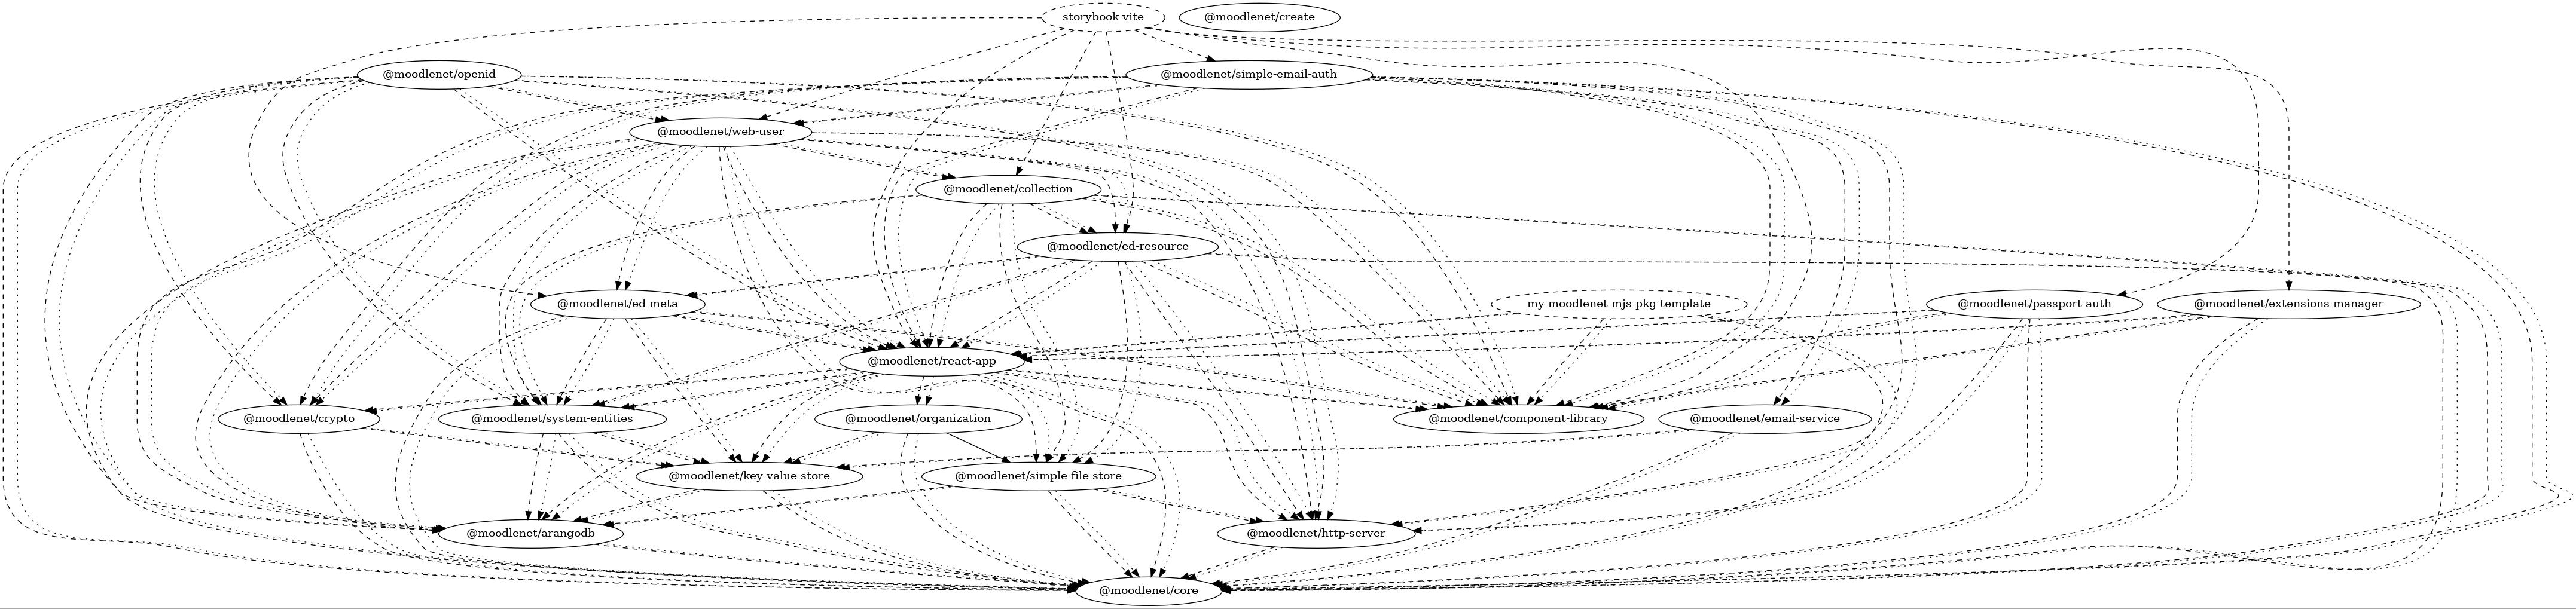 storybook-vite
@moodlenet/create
@moodlenet/openid
@moodlenet/simple-email-auth
@moodlenet/web-user
@moodlenet/collection
@moodlenet/ed-resource
@moodlenet/ed-meta
my-moodlenet-mjs-pkg-template
@moodlenet/passport-auth
@moodlenet/extensions-manager
@moodlenet/react-app
@moodlenet/crypto
@moodlenet/system-entities
@moodlenet/organization
@moodlenet/component-library
@moodlenet/email-service
@moodlenet/key-value-store
@moodlenet/simple-file-store
@moodlenet/arangodb
@moodlenet/http-server
@moodlenet/core